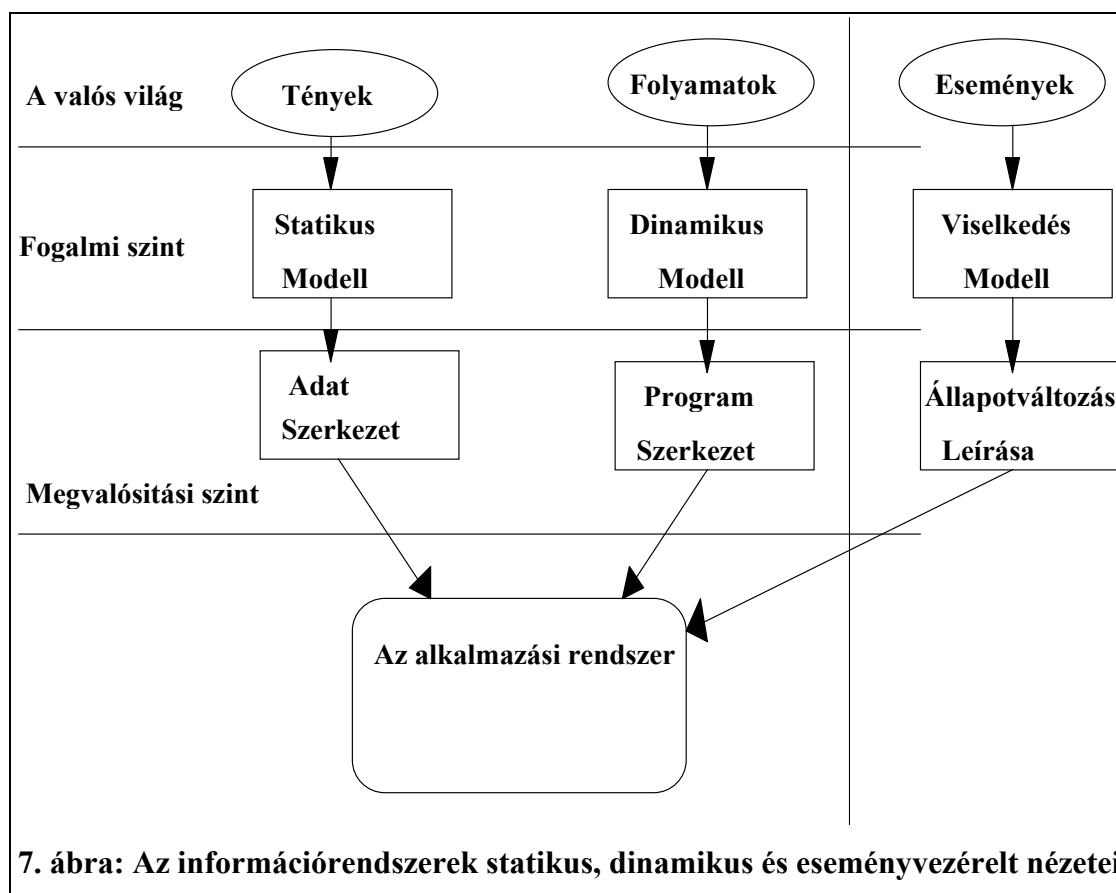 A valós világ
Tények
Folyamatok
Események
Fogalmi szint
Statikus
Modell
Dinamikus
Modell
Viselkedés
Modell
Adat
Szerkezet
Program
Szerkezet
Állapotváltozás
Leírása
Megvalósitási szint
Az alkalmazási rendszer
7. ábra: Az információrendszerek statikus, dinamikus és eseményvezérelt nézetei